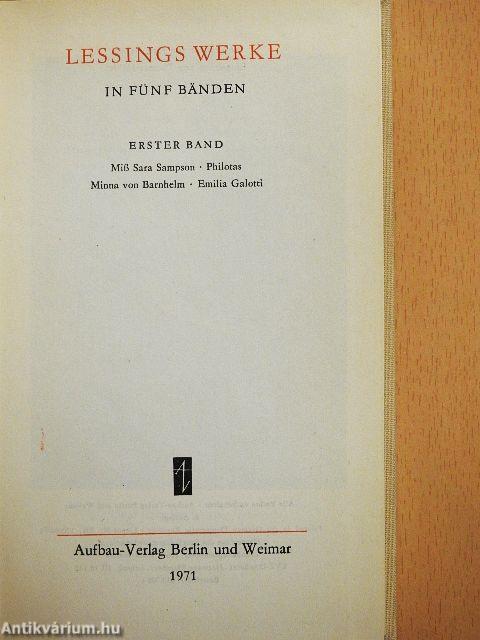 LESSINGS WERKE
IN FÜNF BÄNDEN
ERSTER BAND
Miß Sara Sampson · Philotas
Minna von Barnhelm · Emilia Galotti
Aufbau-Verlag Berlin und Weimar
1971
Antikvárium.hu